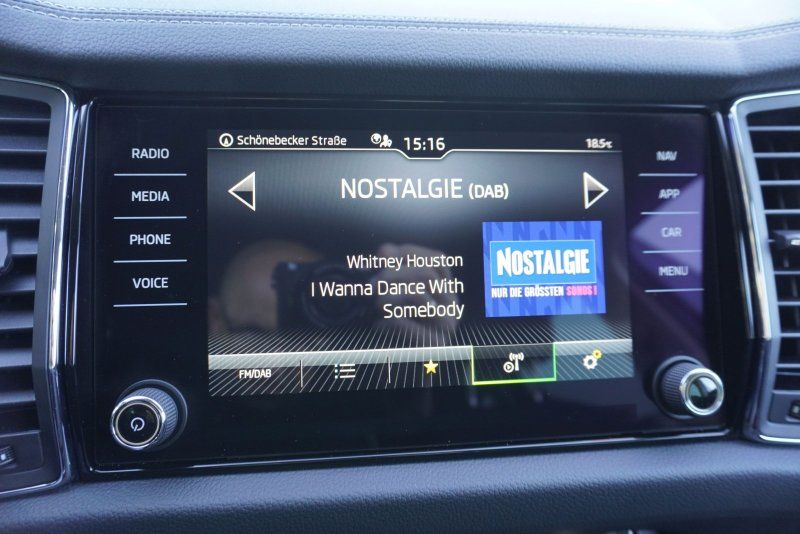 Schönebecker Straße
15:16
18.5°C
RADIO
MEDIA
PHONE
VOICE
NOSTALGIE (DAB)
Whitney Houston
I Wanna Dance With
Somebody
NOSTALGIE
NUR DIE GRÖSSTEN SONGS!
FM/DAB
NAV
APP
CAR
MENU